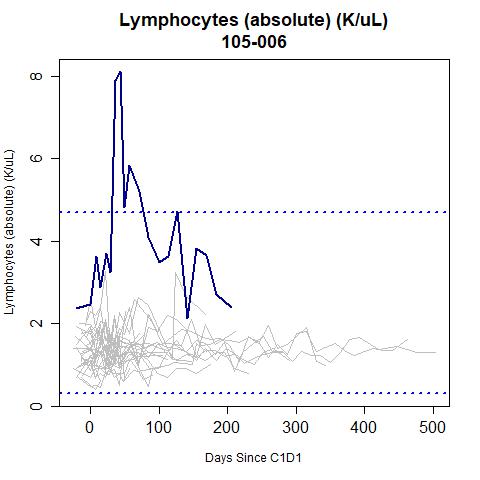 Lymphocytes (absolute) (K/uL)
105-006
Lymphocytes (absolute) (K/uL)
8
6
4
2
0
0 100 200 300 400 500
Days Since C1D1